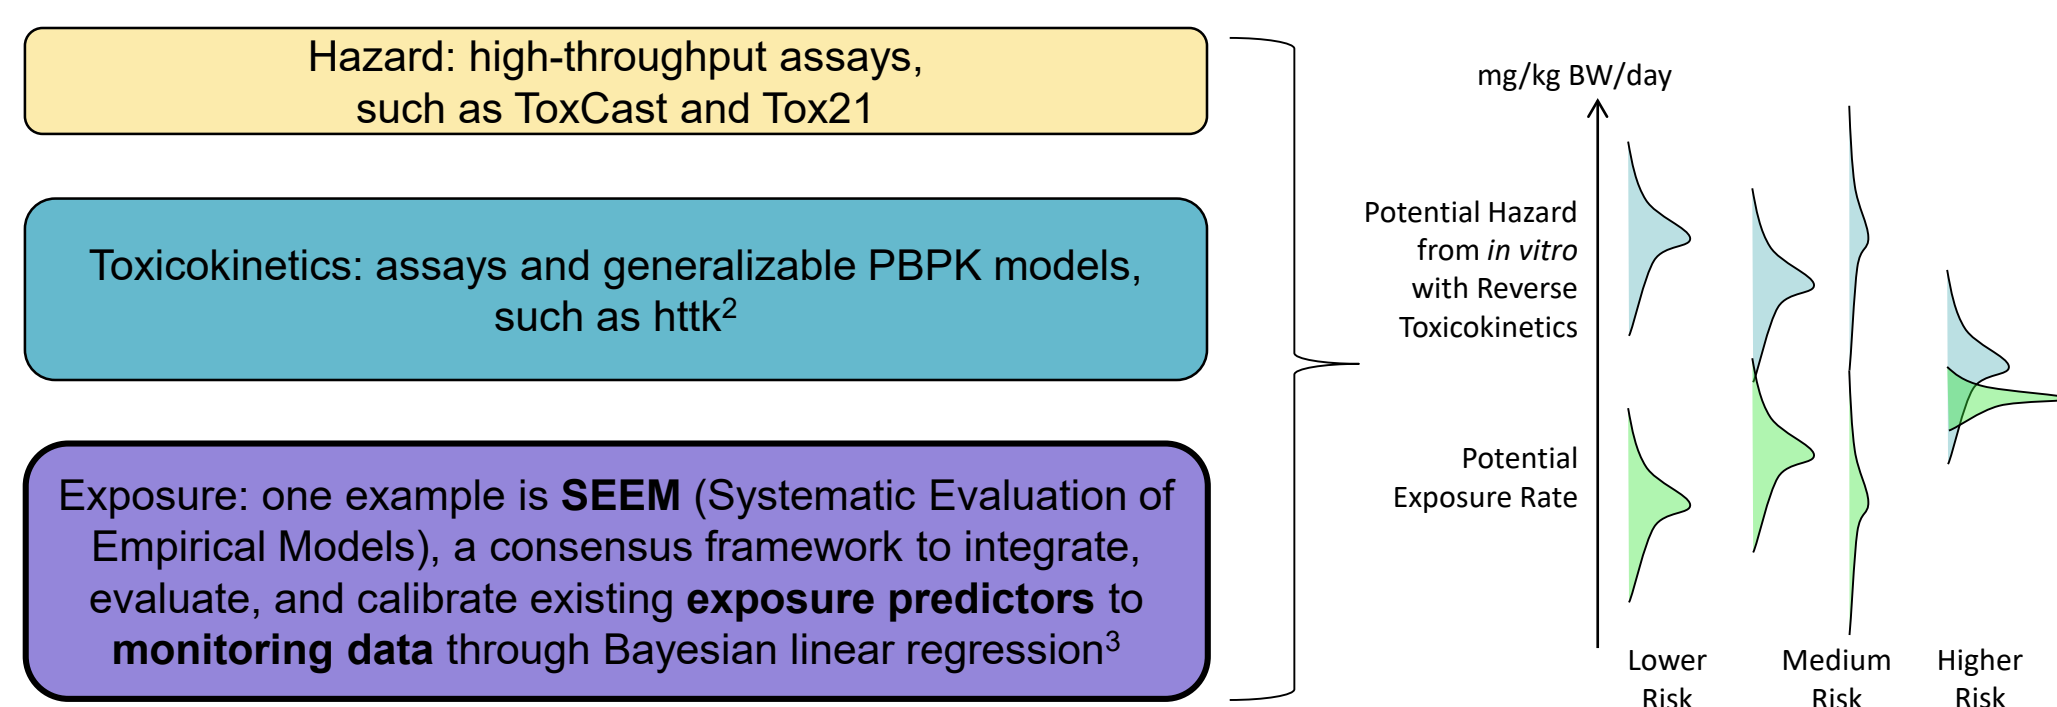 Hazard: high-throughput assays,
such as ToxCast and Tox21
Toxicokinetics: assays and generalizable PBPK models,
such as httk²
Exposure: one example is SEEM (Systematic Evaluation of
Empirical Models), a consensus framework to integrate,
evaluate, and calibrate existing exposure predictors to
monitoring data through Bayesian linear regression³
mg/kg BW/day
Potential Hazard
from in vitro
with Reverse
Toxicokinetics
Potential
Exposure Rate
Lower
Risk
Medium
Risk
Higher
Risk